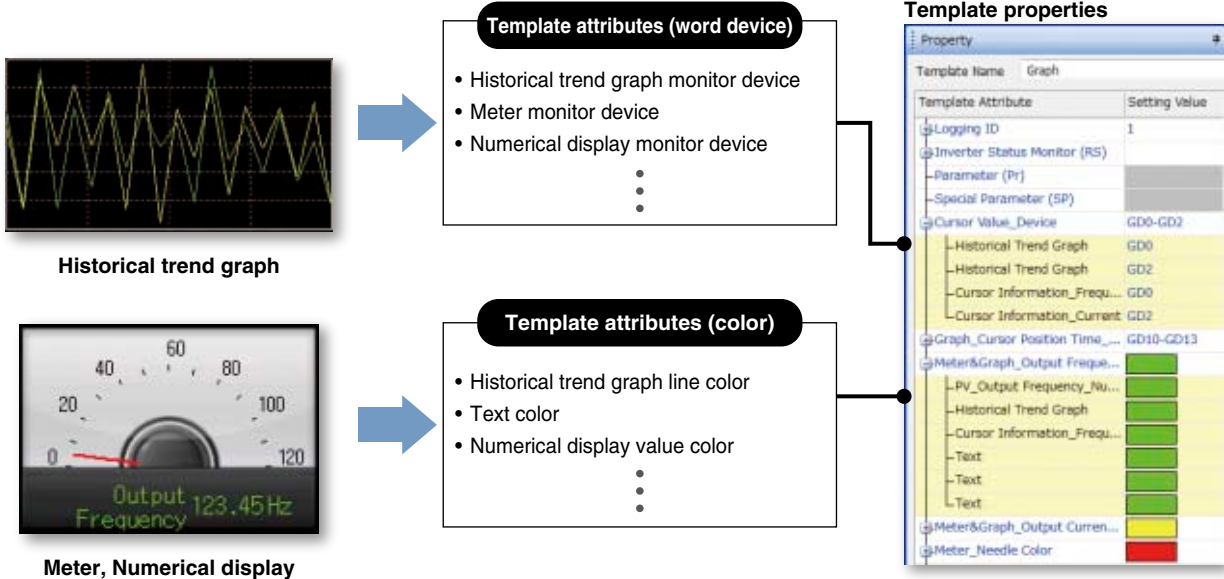 Historical trend graph
0
20
40
60
80
100
120
Output
Frequency
123.45Hz
Meter, Numerical display
Template attributes (word device)
• Historical trend graph monitor device
• Meter monitor device
• Numerical display monitor device
Template attributes (color)
• Historical trend graph line color
• Text color
• Numerical display value color
Template properties
Property
Template Name Graph
Template Attribute Setting Value
Logging ID 1
Inverter Status Monitor (RS)
Parameter (Pr)
Special Parameter (SP)
Cursor Value_Device GD0-GD2
Historical Trend Graph GD0
Historical Trend Graph GD2
Cursor Information_Frequ... GD0
Cursor Information_Current GD2
Graph_Cursor Position Time_... GD10-GD13
Meter&Graph_Output Freque...
PV_Output Frequency_Nu...
Historical Trend Graph
Cursor Information_Frequ...
Text
Text
Text
Meter&Graph_Output Curren...
Meter_Needle Color